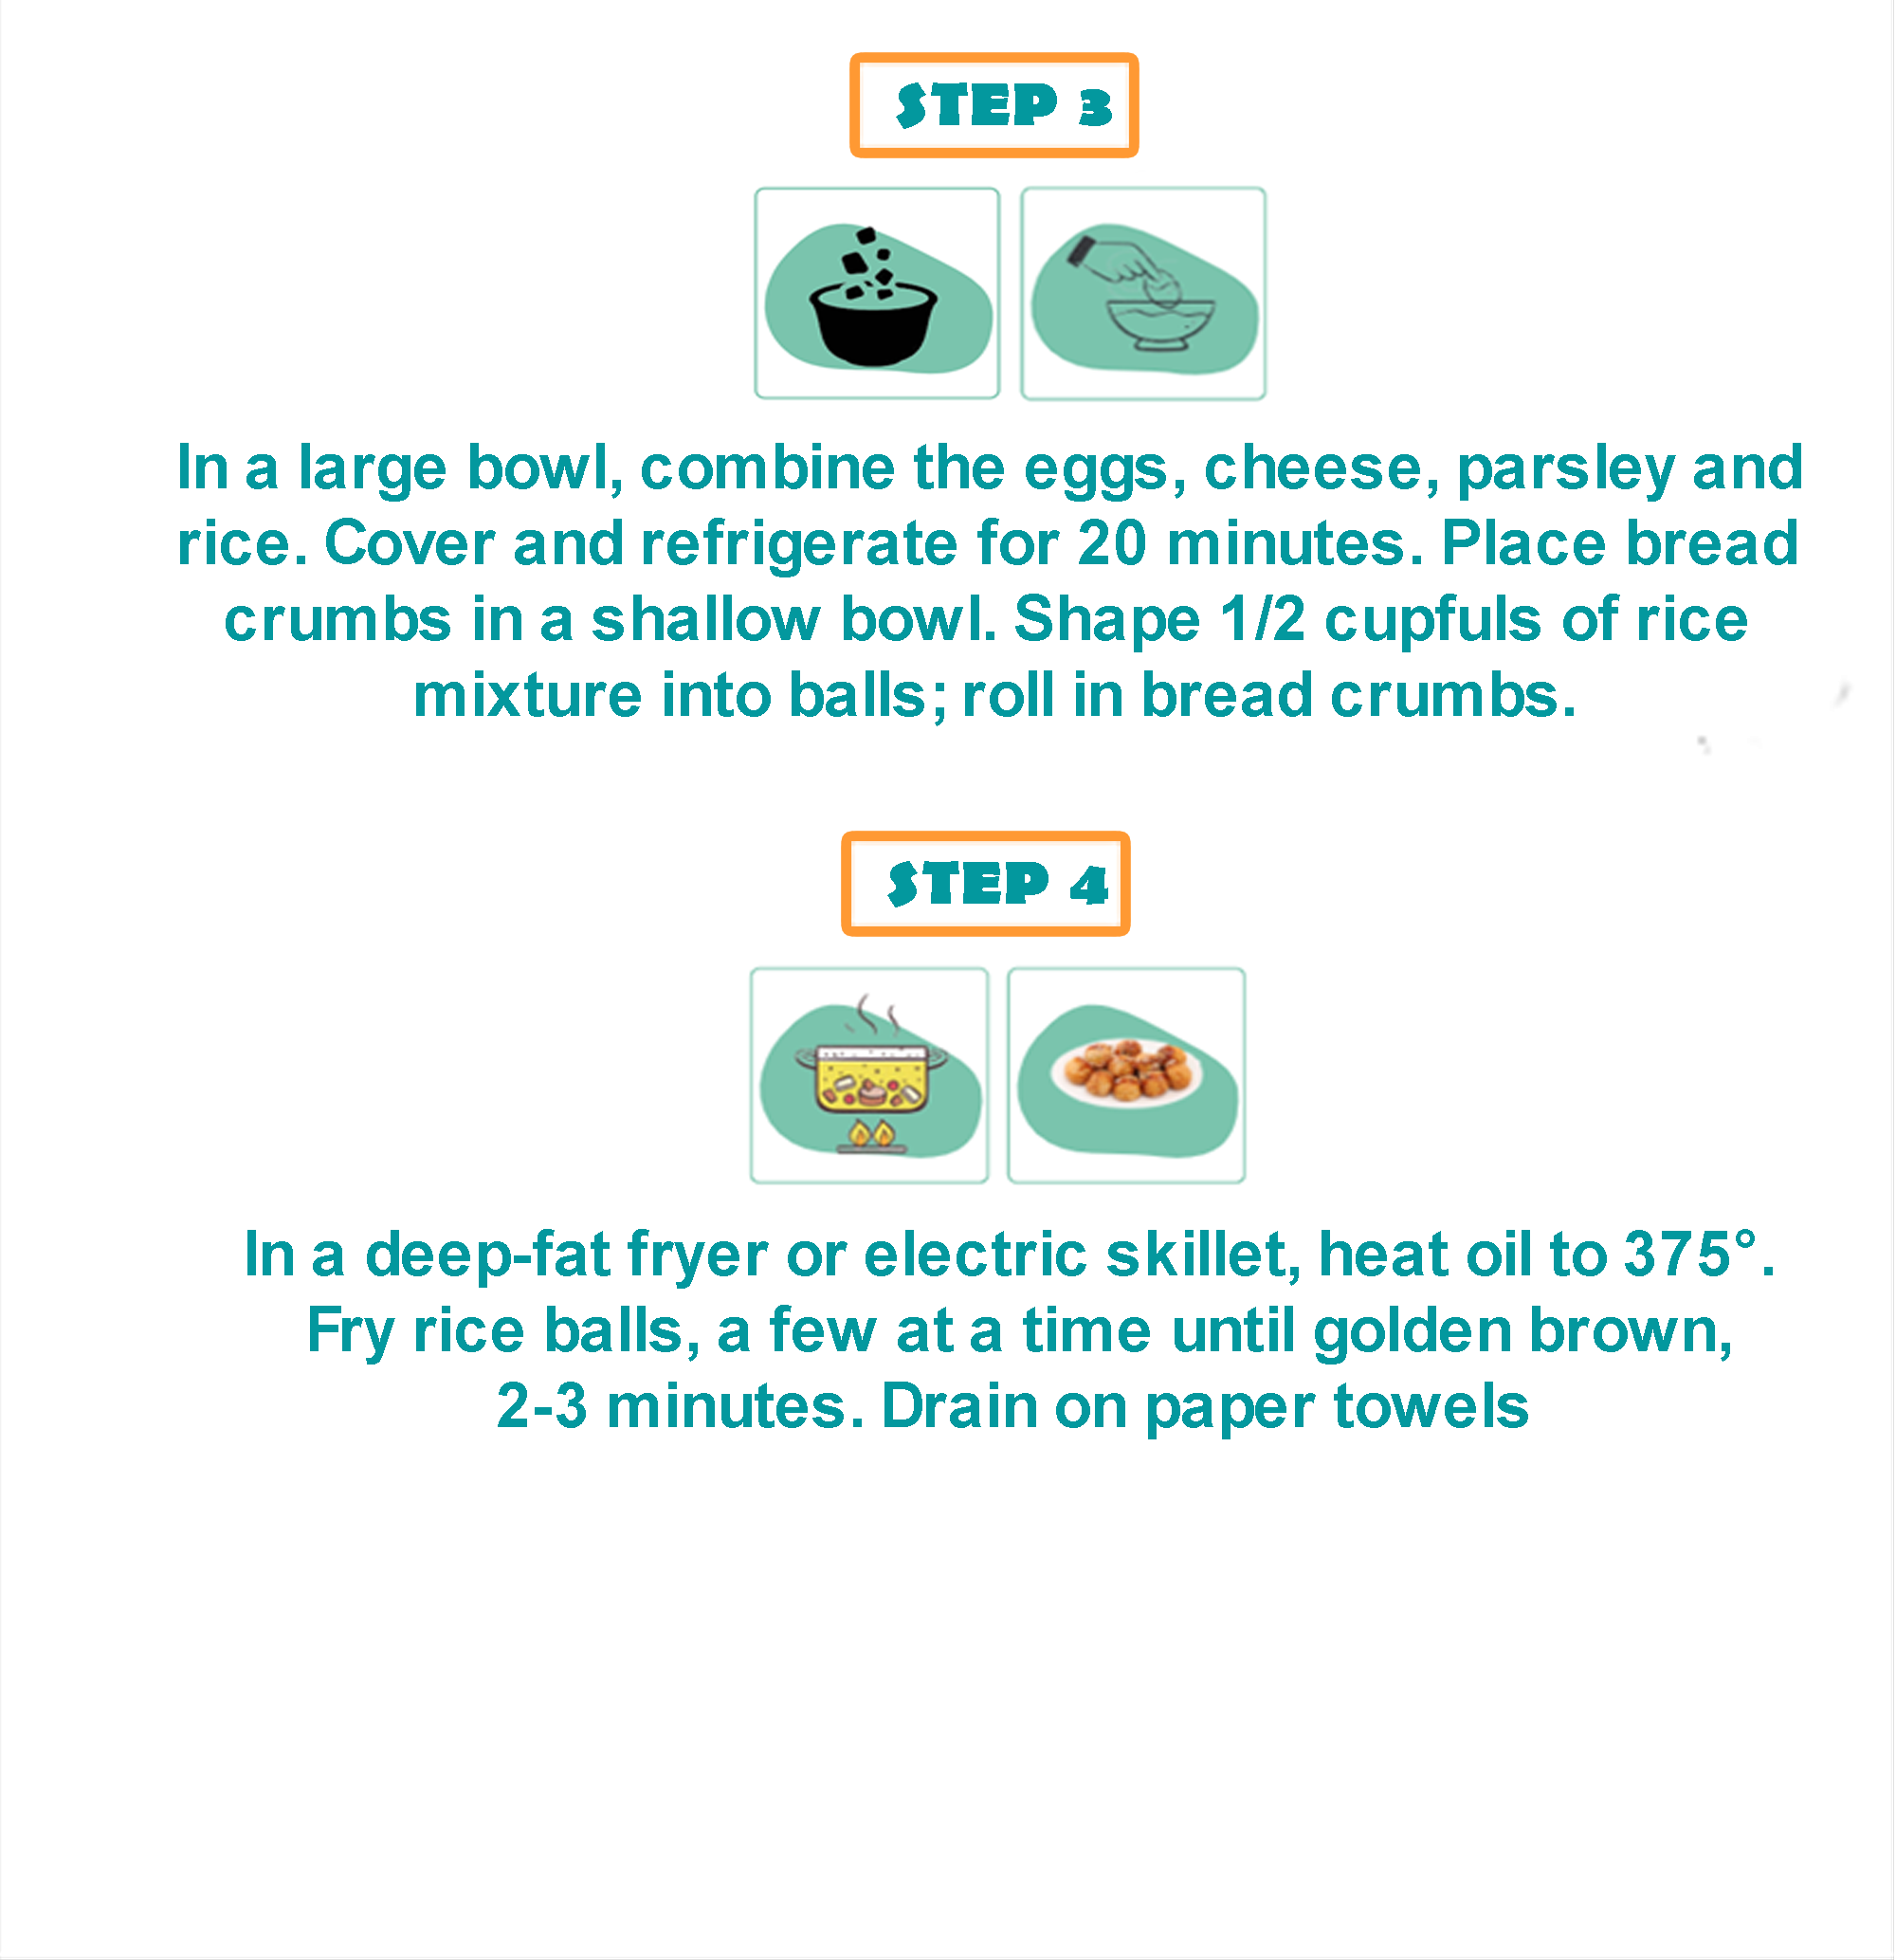 STEP 3
In a large bowl, combine the eggs, cheese, parsley and
rice. Cover and refrigerate for 20 minutes. Place bread
crumbs in a shallow bowl. Shape 1/2 cupfuls of rice
mixture into balls; roll in bread crumbs.
STEP 4
In a deep-fat fryer or electric skillet, heat oil to 375°.
Fry rice balls, a few at a time until golden brown,
2-3 minutes. Drain on paper towels